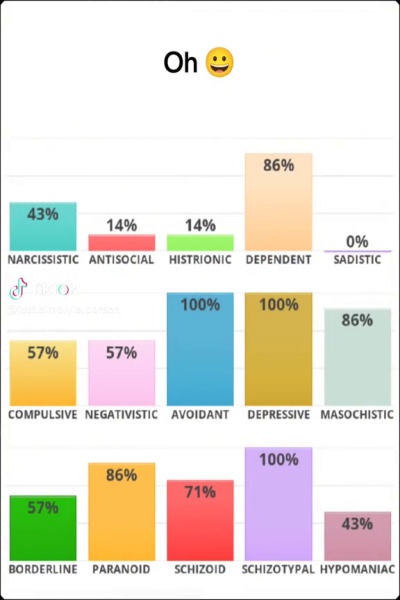 Oh 😀
86%
43%
14%
14%
0%
NARCISSISTIC
ANTISOCIAL
HISTRIONIC
DEPENDENT
SADISTIC
TikTok
100%
100%
86%
57%
57%
COMPULSIVE
NEGATIVISTIC
AVOIDANT
DEPRESSIVE
MASOCHISTIC
100%
86%
71%
57%
43%
BORDERLINE
PARANOID
SCHIZOID
SCHIZOTYPAL
HYPOMANIAC